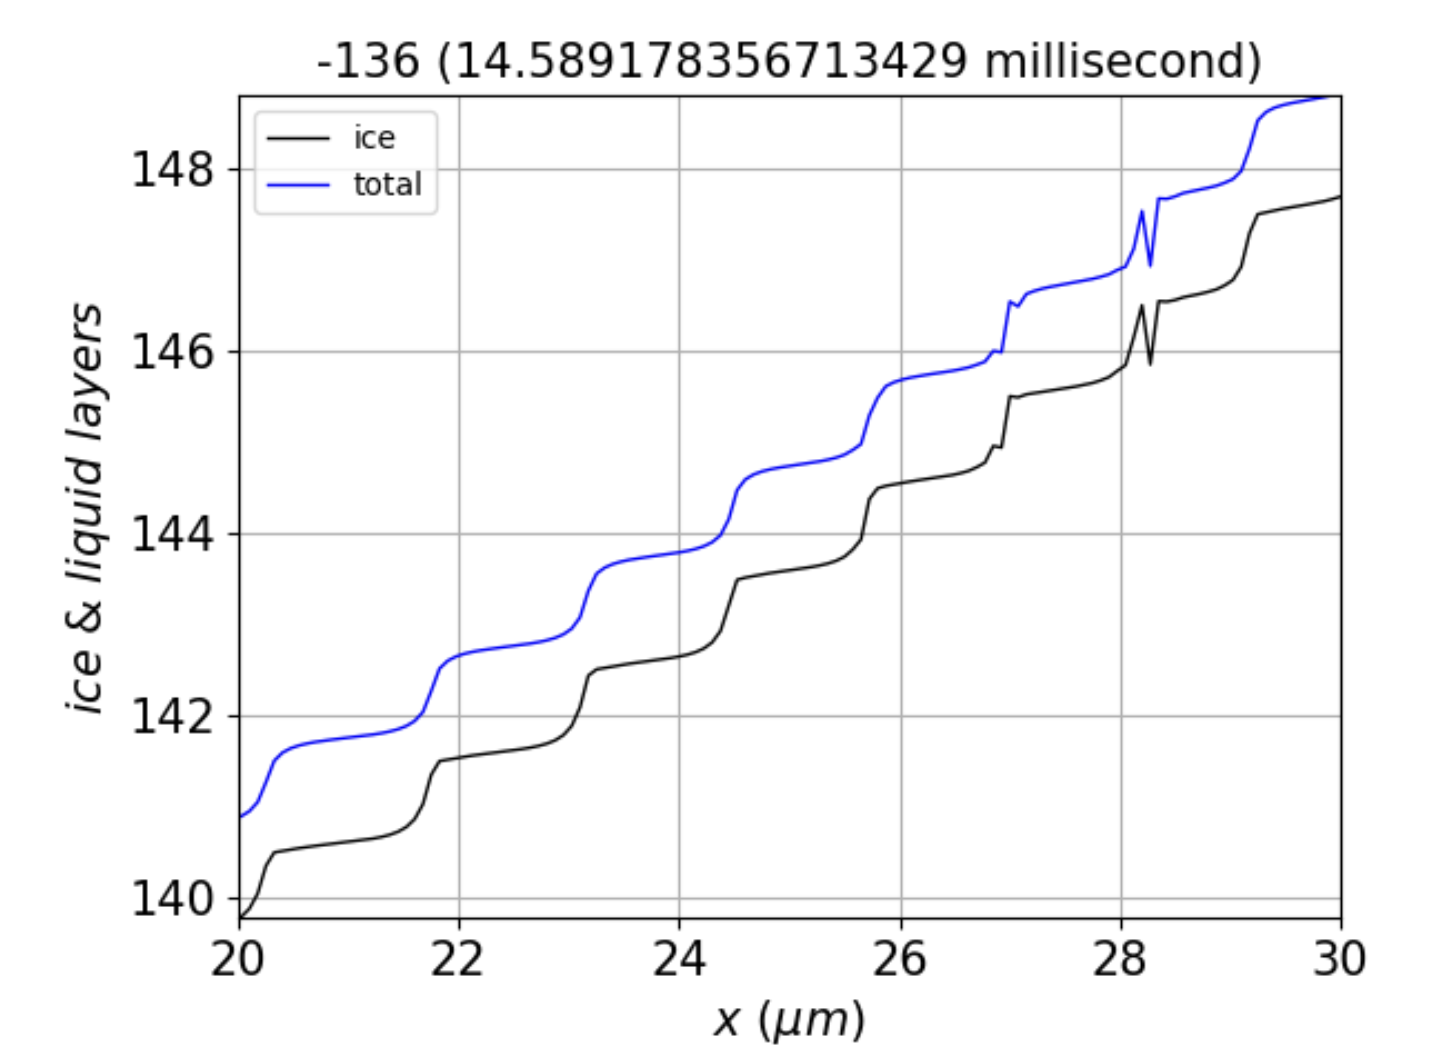 -136 (14.589178356713429 millisecond)
ice
total
148
146
144
142
140
ice & liquid layers
20 22 24 26 28 30
x (μm)